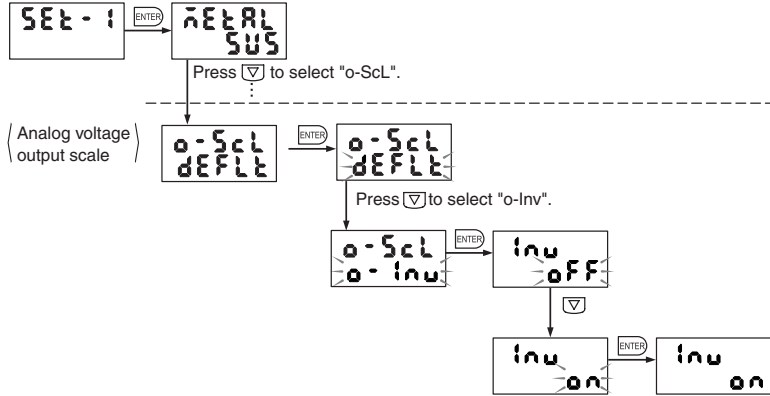 SEt - 1
ENTER
mEtAL
SUS
Press ▽ to select "o-ScL".
Analog voltage
output scale
o - ScL
dEFLt
ENTER
o - ScL
dEFLt
Press ▽ to select "o-Inv".
o - ScL
o - Inv
ENTER
Inv
oFF
Inv
on
ENTER
Inv
on